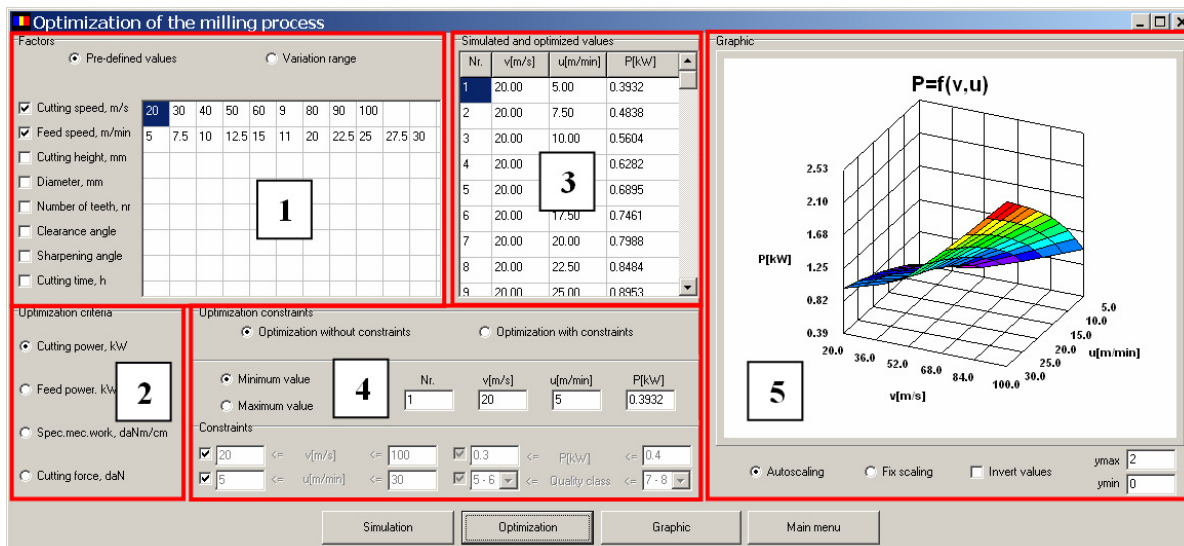 Optimization of the milling process
Factors
Pre-defined values Variation range
Cutting speed, m/s 20 30 40 50 60 9 80 90 100
Feed speed, m/min 5 7.5 10 12.5 15 11 20 22.5 25 27.5 30
Cutting height, mm
Diameter, mm
Number of teeth, nr
Clearance angle
Sharpening angle
Cutting time, h
1
Simulated and optimized values
Nr. v[m/s] u[m/min] P[kW]
1 20.00 5.00 0.3932
2 20.00 7.50 0.4838
3 20.00 10.00 0.5604
4 20.00 0.6282
5 20.00 0.6895
6 20.00 17.50 0.7461
7 20.00 20.00 0.7988
8 20.00 22.50 0.8484
9 20.00 25.00 0.8953
3
Graphic
P=f(v,u)
2.53
2.10
1.68
1.25
0.82
0.39
P[kW]
20.0 36.0 52.0 68.0 84.0 100.0
v[m/s]
5.0
10.0
15.0
20.0
25.0
30.0
u[m/min]
5
Autoscaling Fix scaling Invert values
ymax 2
ymin 0
Optimization criteria
Cutting power, kW
Feed power. kW
Spec.mec.work, daNm/cm
Cutting force, daN
2
Optimization constraints
Optimization without constraints Optimization with constraints
Minimum value
Maximum value
4
Nr. v[m/s] u[m/min] P[kW]
1 20 5 0.3932
Constraints
20 <= v[m/s] <= 100 0.3 <= P[kW] <= 0.4
5 <= u[m/min] <= 30 5 - 6 <= Quality class <= 7 - 8
Simulation Optimization Graphic Main menu